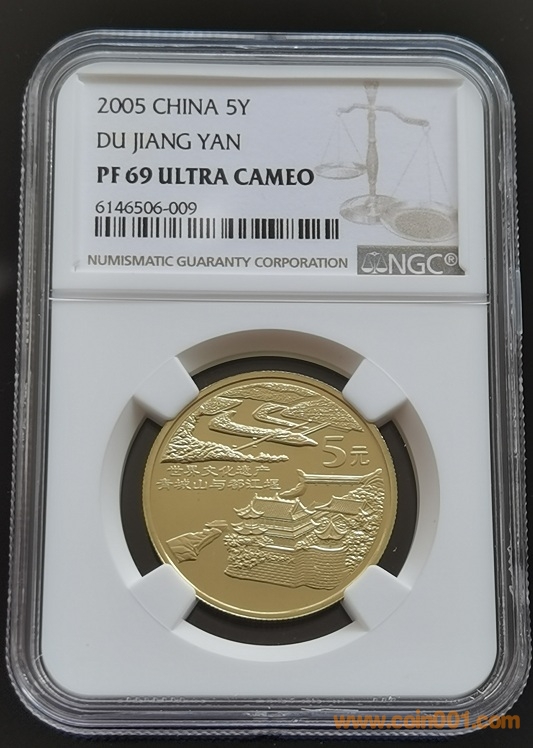 2005 CHINA 5Y
DU JIANG YAN
PF 69 ULTRA CAMEO
6146506-009
NUMISMATIC GUARANTY CORPORATION
NGC®
5元
世界文化遗产
青城山与都江堰
www.coin001.com